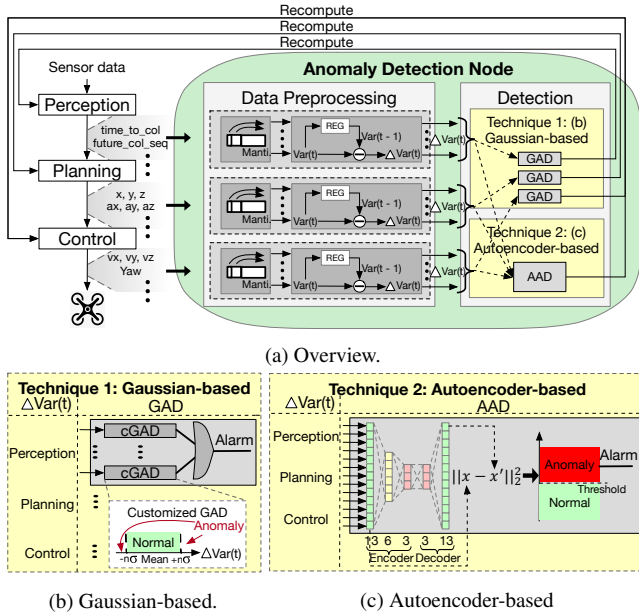 Recompute
Recompute
Recompute
Sensor data
Anomaly Detection Node
Perception
Data Preprocessing
Detection
time_to_col
future_col_seq
Manti.
REG
Var(t - 1)
Var(t)
△Var(t)
△Var(t)
Technique 1: (b)
Gaussian-based
GAD
GAD
GAD
Planning
x, y, z
ax, ay, az
Manti.
REG
Var(t - 1)
Var(t)
△Var(t)
△Var(t)
Control
vx, vy, vz
Yaw
Manti.
REG
Var(t - 1)
Var(t)
△Var(t)
△Var(t)
Technique 2: (c)
Autoencoder-based
AAD
(a) Overview.
Technique 1: Gaussian-based
△Var(t)
GAD
cGAD
cGAD
Alarm
Perception
Planning
Control
Customized GAD
Anomaly
Normal
△Var(t)
-nσ Mean +nσ
(b) Gaussian-based.
Technique 2: Autoencoder-based
△Var(t)
AAD
Perception
Planning
Control
||x − x′||₂²
Anomaly
Alarm
Threshold
Normal
13 6 3 3 13
Encoder Decoder
(c) Autoencoder-based